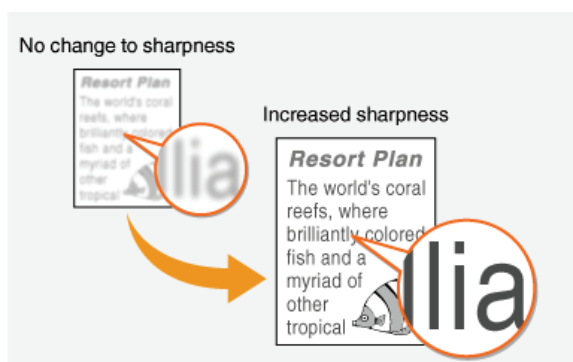 No change to sharpness
Resort Plan
The world's coral
reefs, where
brilliantly colored
fish and a
myriad of
other
tropical
lia
Increased sharpness
Resort Plan
The world's coral
reefs, where
brilliantly colored
fish and a
myriad of
other
tropical
llia